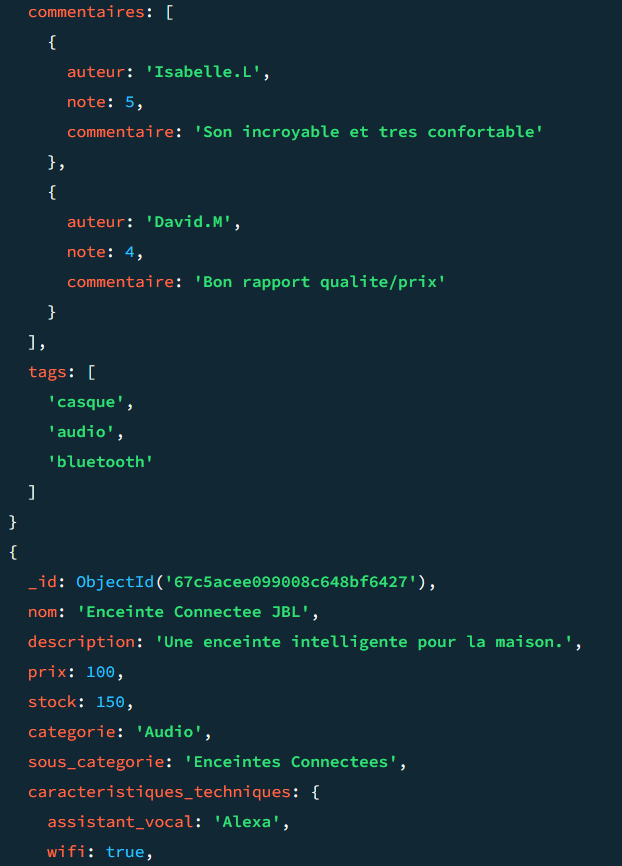 commentaires: [
{
auteur: 'Isabelle.L',
note: 5,
commentaire: 'Son incroyable et tres confortable'
},
{
auteur: 'David.M',
note: 4,
commentaire: 'Bon rapport qualite/prix'
}
],
tags: [
'casque',
'audio',
'bluetooth'
]
}
{
_id: ObjectId('67c5acee099008c648bf6427'),
nom: 'Enceinte Connectee JBL',
description: 'Une enceinte intelligente pour la maison.',
prix: 100,
stock: 150,
categorie: 'Audio',
sous_categorie: 'Enceintes Connectees',
caracteristiques_techniques: {
assistant_vocal: 'Alexa',
wifi: true,